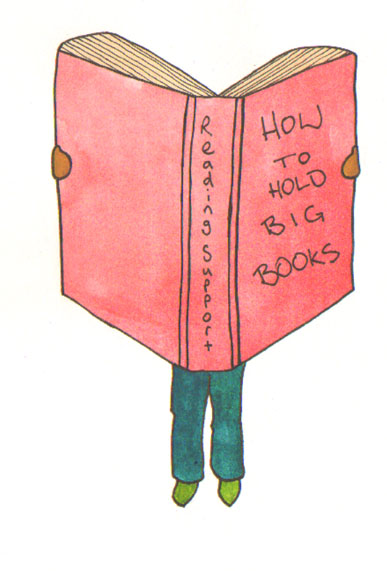 Reading Support
HOW
TO
HOLD
BIG
BOOKS